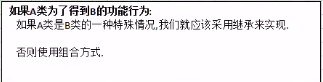 如果A类为了得到B的功能行为:
如果A类是B类的一种特殊情况,我们就应该采用继承来实现.
否则使用组合方式.